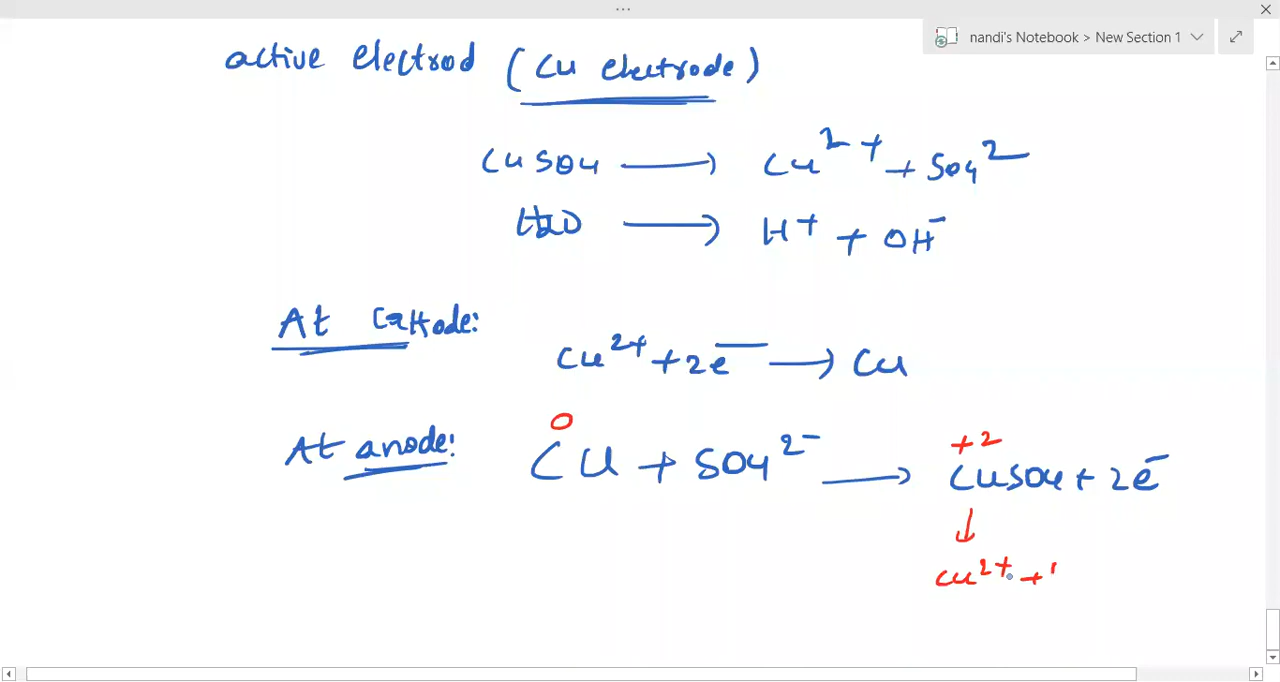 ...
nandi's Notebook > New Section 1
active electrod (Cu electrode)
CuSO4 ⟶ Cu²⁺ + SO4²
H2O ⟶ H⁺ + OH⁻
At Cathode:
Cu²⁺ + 2e⁻ ⟶ Cu
0 +2
At anode: Cu + SO4²⁻ ⟶ CuSO4 + 2e⁻
↓
Cu²⁺ +